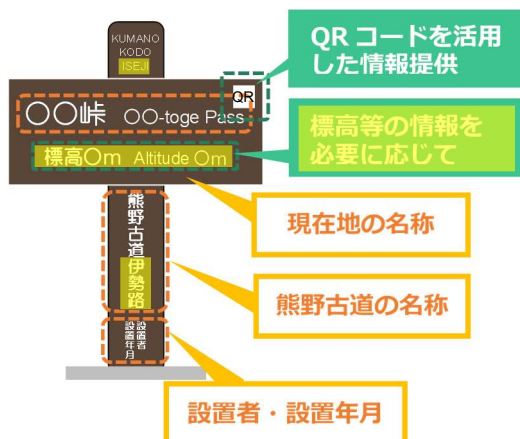 KUMANO
KODO
ISEJI
QR
〇〇峠 〇〇-toge Pass
標高〇m Altitude 〇m
熊野古道伊勢路
設置者
設置年月
QRコードを活用
した情報提供
標高等の情報を
必要に応じて
現在地の名称
熊野古道の名称
設置者・設置年月